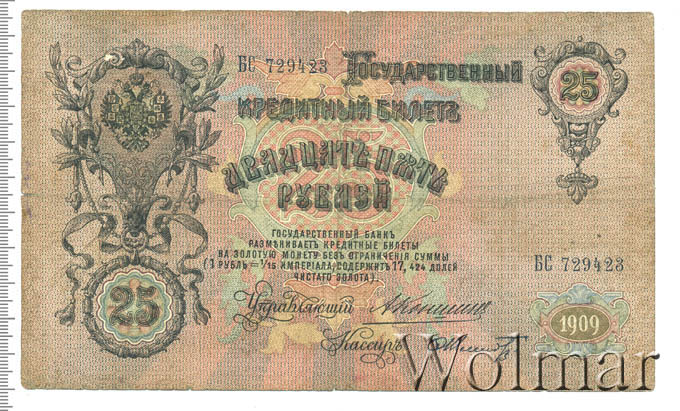 БС 729423
Государственный
25
Кредитный Билетъ
Двадцать пять
рублей
Государственный Банкъ
размѣниваетъ кредитные билеты
на золотую монету безъ ограниченія суммы
(1 рубль = 1/15 имперіала, содержитъ 17,424 долей
чистаго золота).
БС 729423
25
Управляющій
Кассиръ
1909
Wolmar